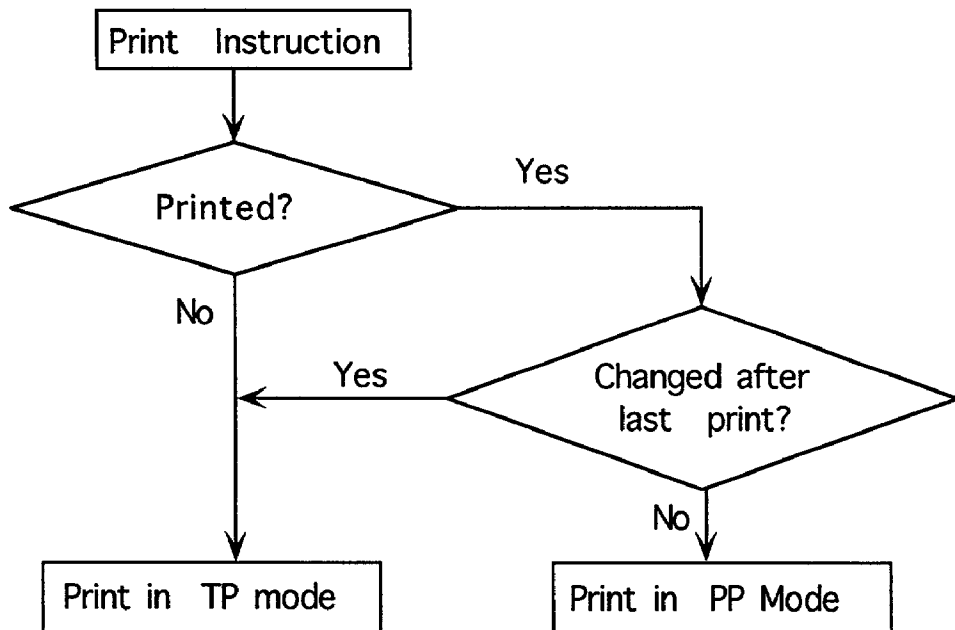 Print Instruction
Printed?
Yes
No
Yes
Changed after
last print?
No
Print in TP mode
Print in PP Mode